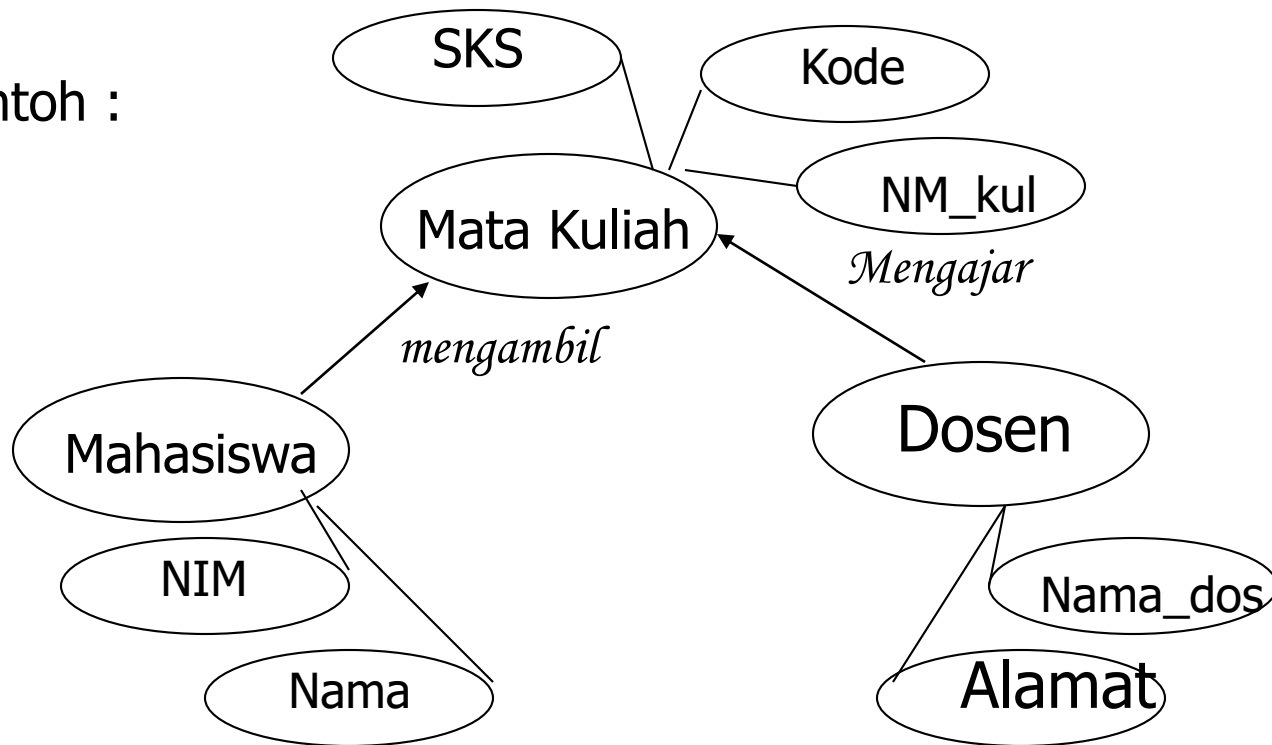 SKS
Kode
ntoh :
NM_kul
Mata Kuliah
Mengajar
mengambil
Dosen
Mahasiswa
NIM
Nama_dos
Nama
Alamat